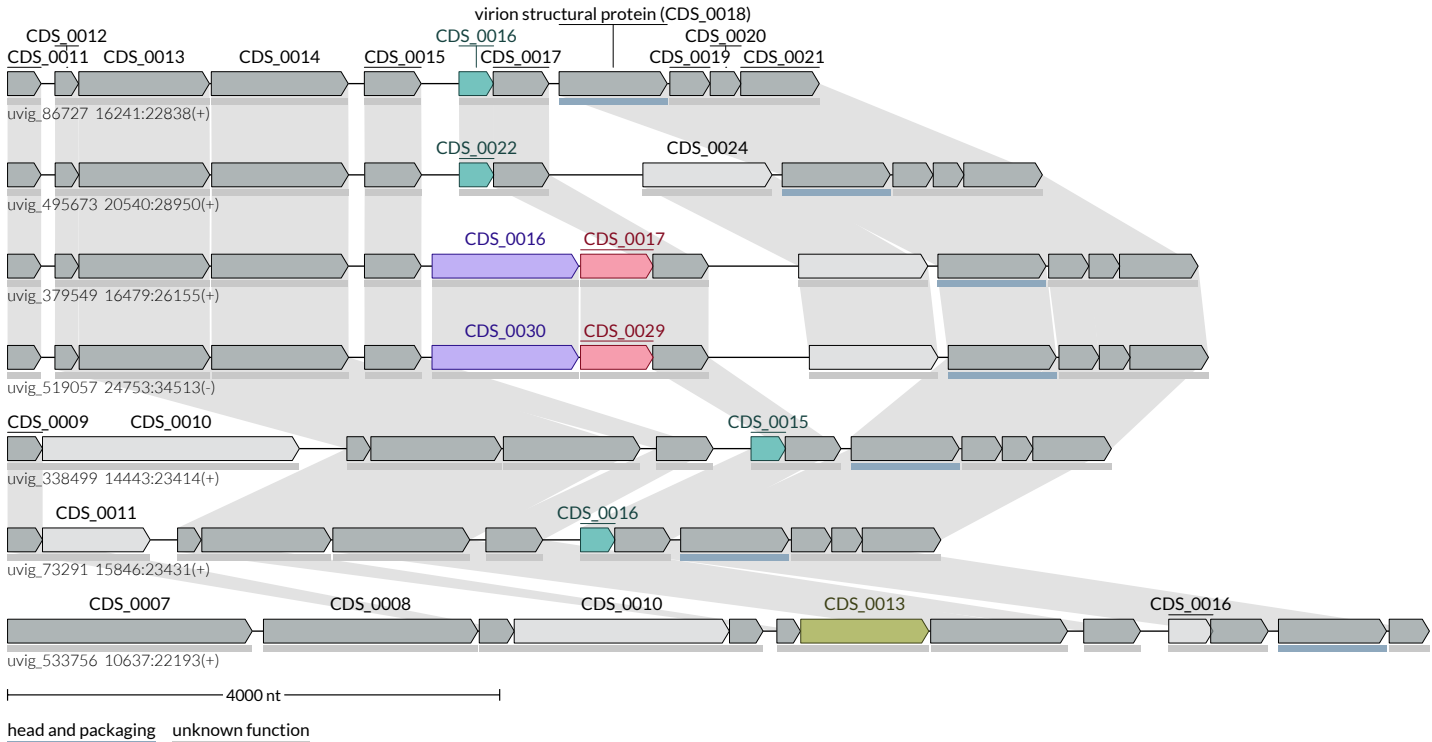 virion structural protein (CDS_0018)
CDS_0012 CDS_0016 CDS_0020
CDS_0011 CDS_0013 CDS_0014 CDS_0015 CDS_0017 CDS_0019 CDS_0021
uvig_86727 16241:22838(+)
CDS_0022 CDS_0024
uvig_495673 20540:28950(+)
CDS_0016 CDS_0017
uvig_379549 16479:26155(+)
CDS_0030 CDS_0029
uvig_519057 24753:34513(-)
CDS_0009 CDS_0010 CDS_0015
uvig_338499 14443:23414(+)
CDS_0011 CDS_0016
uvig_73291 15846:23431(+)
CDS_0007 CDS_0008 CDS_0010 CDS_0013 CDS_0016
uvig_533756 10637:22193(+)
4000 nt
head and packaging unknown function